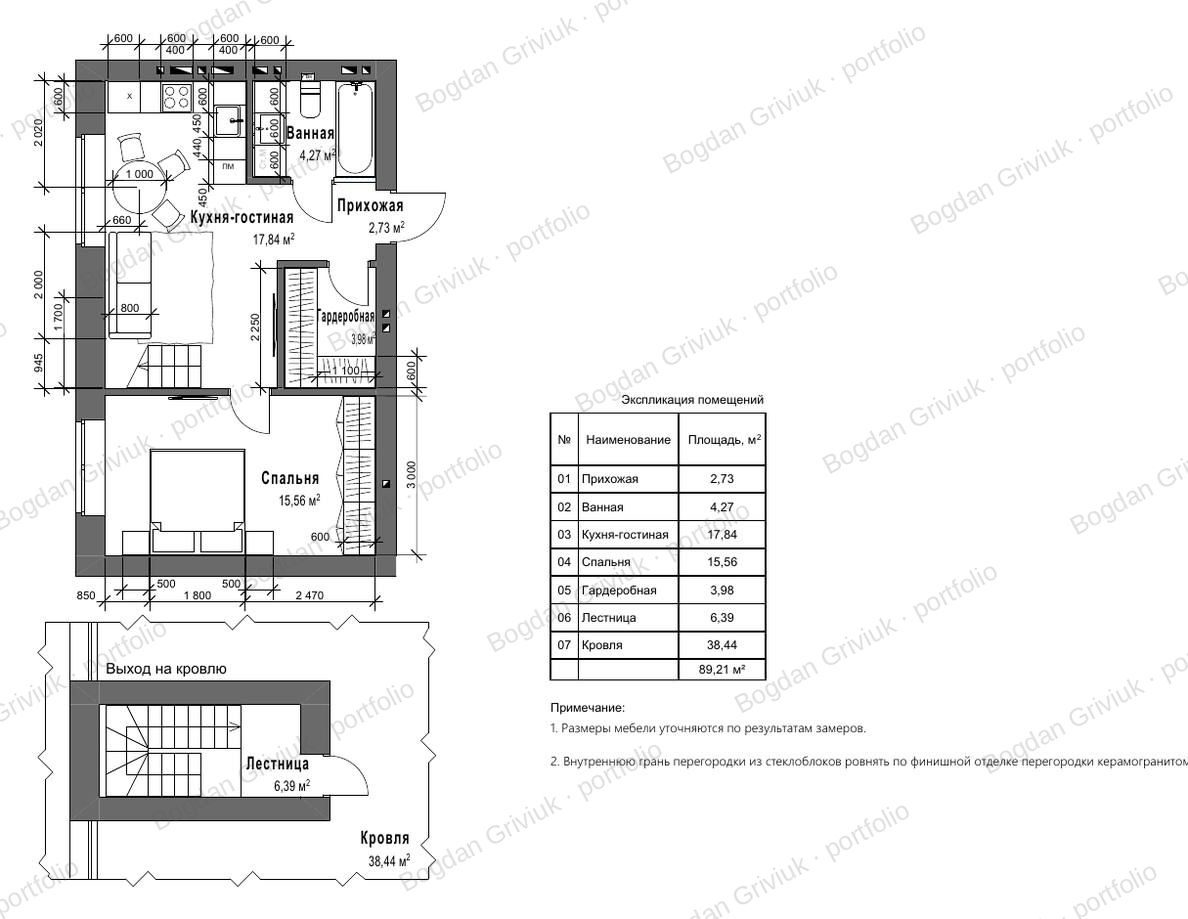 600 600 600 600
400 400
600
2 020
600
450
440
450
600
600
600
X
ПМ
1 000
660
Ванная
4,27 м²
Прихожая
2,73 м²
Кухня-гостиная
17,84 м²
2 000
1 700
800
945
2 250
Гардеробная
3,98 м²
1 100
600
Спальня
15,56 м²
3 000
600
500 500
850 1 800 2 470
Выход на кровлю
Лестница
6,39 м²
Кровля
38,44 м²
Экспликация помещений
№ Наименование Площадь, м²
01 Прихожая 2,73
02 Ванная 4,27
03 Кухня-гостиная 17,84
04 Спальня 15,56
05 Гардеробная 3,98
06 Лестница 6,39
07 Кровля 38,44
89,21 м²
Примечание:
1. Размеры мебели уточняются по результатам замеров.
2. Внутреннюю грань перегородки из стеклоблоков ровнять по финишной отделке перегородки керамогранитом
Bogdan Griviuk · portfolio